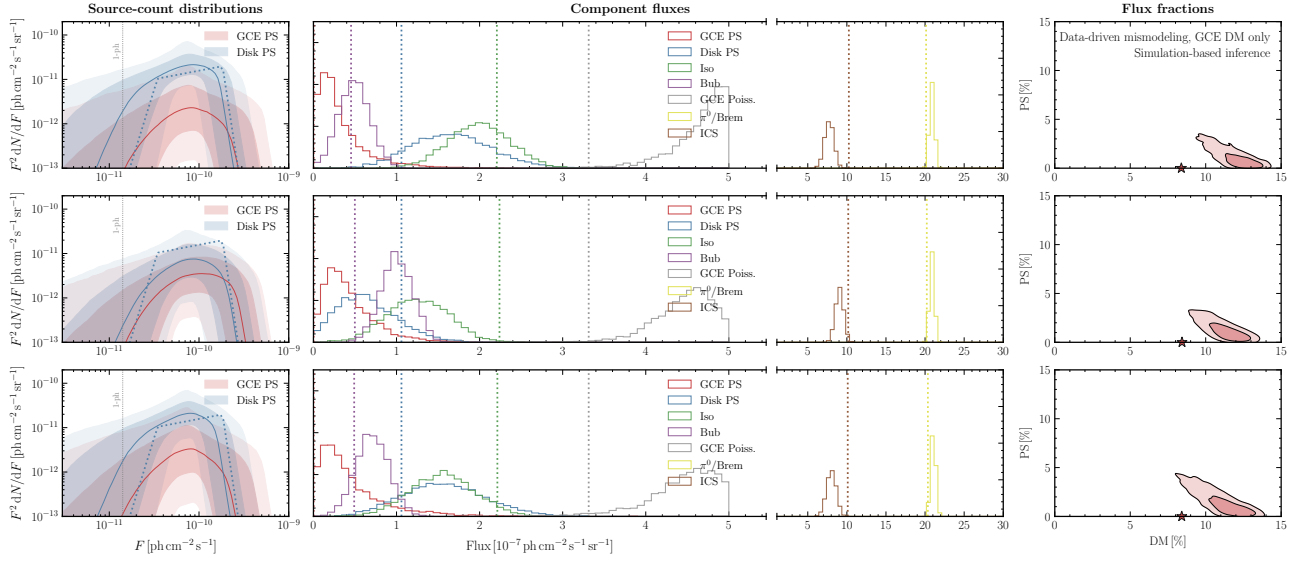 Source-count distributions
Component fluxes
Flux fractions
F² dN/dF [ph cm⁻² s⁻¹ sr⁻¹]
10⁻¹⁰
10⁻¹¹
10⁻¹²
10⁻¹³
1-ph
GCE PS
Disk PS
10⁻¹¹ 10⁻¹⁰ 10⁻⁹
GCE PS
Disk PS
Iso
Bub
GCE Poiss.
π⁰/Brem
ICS
0 1 2 3 4 5
5 10 15 20 25 30
PS [%]
15
10
5
0
Data-driven mismodeling, GCE DM only
Simulation-based inference
0 5 10 15
F² dN/dF [ph cm⁻² s⁻¹ sr⁻¹]
10⁻¹⁰
10⁻¹¹
10⁻¹²
10⁻¹³
1-ph
GCE PS
Disk PS
10⁻¹¹ 10⁻¹⁰ 10⁻⁹
GCE PS
Disk PS
Iso
Bub
GCE Poiss.
π⁰/Brem
ICS
0 1 2 3 4 5
5 10 15 20 25 30
PS [%]
15
10
5
0
0 5 10 15
F² dN/dF [ph cm⁻² s⁻¹ sr⁻¹]
10⁻¹⁰
10⁻¹¹
10⁻¹²
10⁻¹³
1-ph
GCE PS
Disk PS
10⁻¹¹ 10⁻¹⁰ 10⁻⁹
F [ph cm⁻² s⁻¹]
GCE PS
Disk PS
Iso
Bub
GCE Poiss.
π⁰/Brem
ICS
0 1 2 3 4 5
5 10 15 20 25 30
Flux [10⁻⁷ ph cm⁻² s⁻¹ sr⁻¹]
PS [%]
15
10
5
0
0 5 10 15
DM [%]